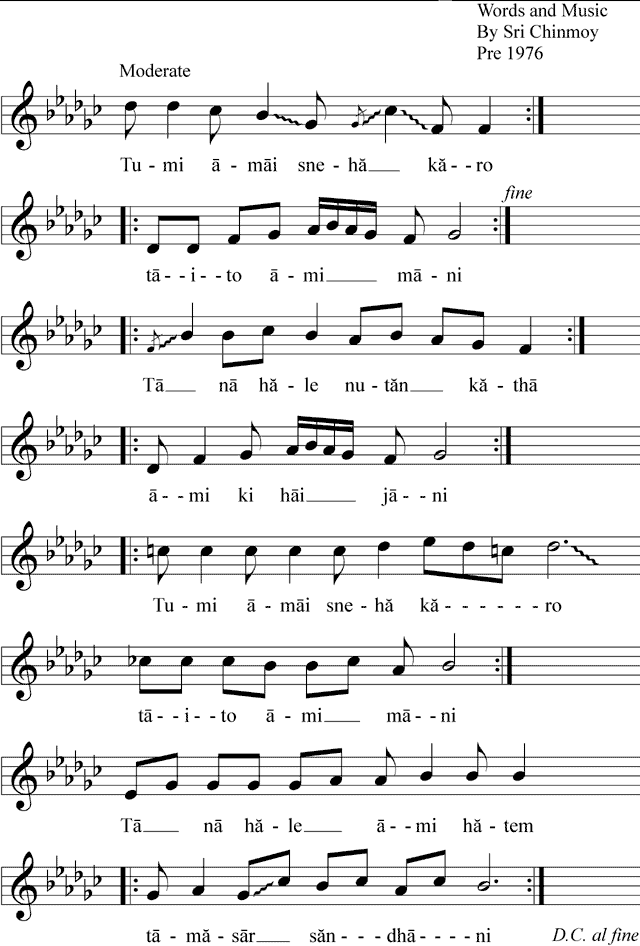 Words and Music
By Sri Chinmoy
Pre 1976
Moderate
Tu - mi ā - māi sne - hă kă - - ro
fine
tā - - i - to ā - mi mā - ni
Tā nā hă - le nu - tăn kă - thā
ā - - mi ki hāi jā - ni
Tu - mi ā - māi sne - hă kă - - - - - - ro
tā - - i - - to ā - mi mā - - ni
Tā nā hă - le ā - - mi hă - tem
tă - mă - sār săn - - - dhā - - - - ni
D.C. al fine